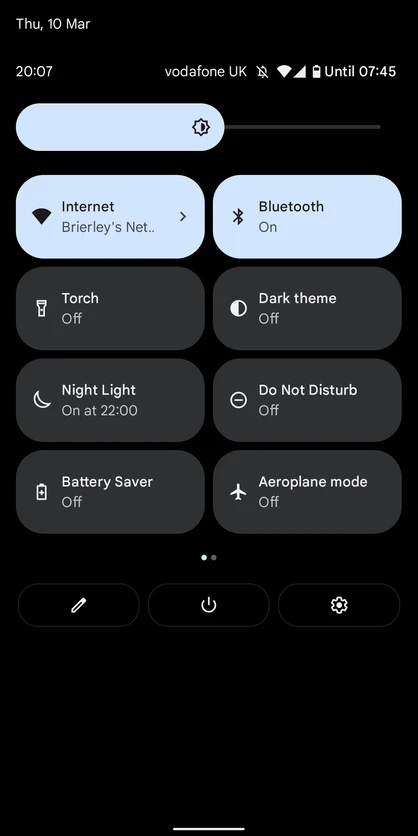 Thu, 10 Mar
20:07 vodafone UK Until 07:45
Internet
Brierley's Net..
Bluetooth
On
Torch
Off
Dark theme
Off
Night Light
On at 22:00
Do Not Disturb
Off
Battery Saver
Off
Aeroplane mode
Off